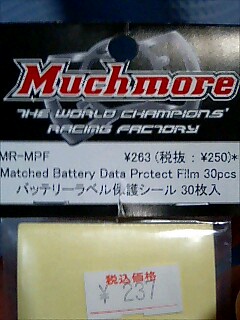 Muchmore
THE WORLD CHAMPIONS'
RACING FACTORY
MR-MPF ¥263 (税抜 : ¥250)*
Matched Battery Data Protect Film 30pcs
バッテリーラベル保護シール 30枚入
税込価格
¥ 237